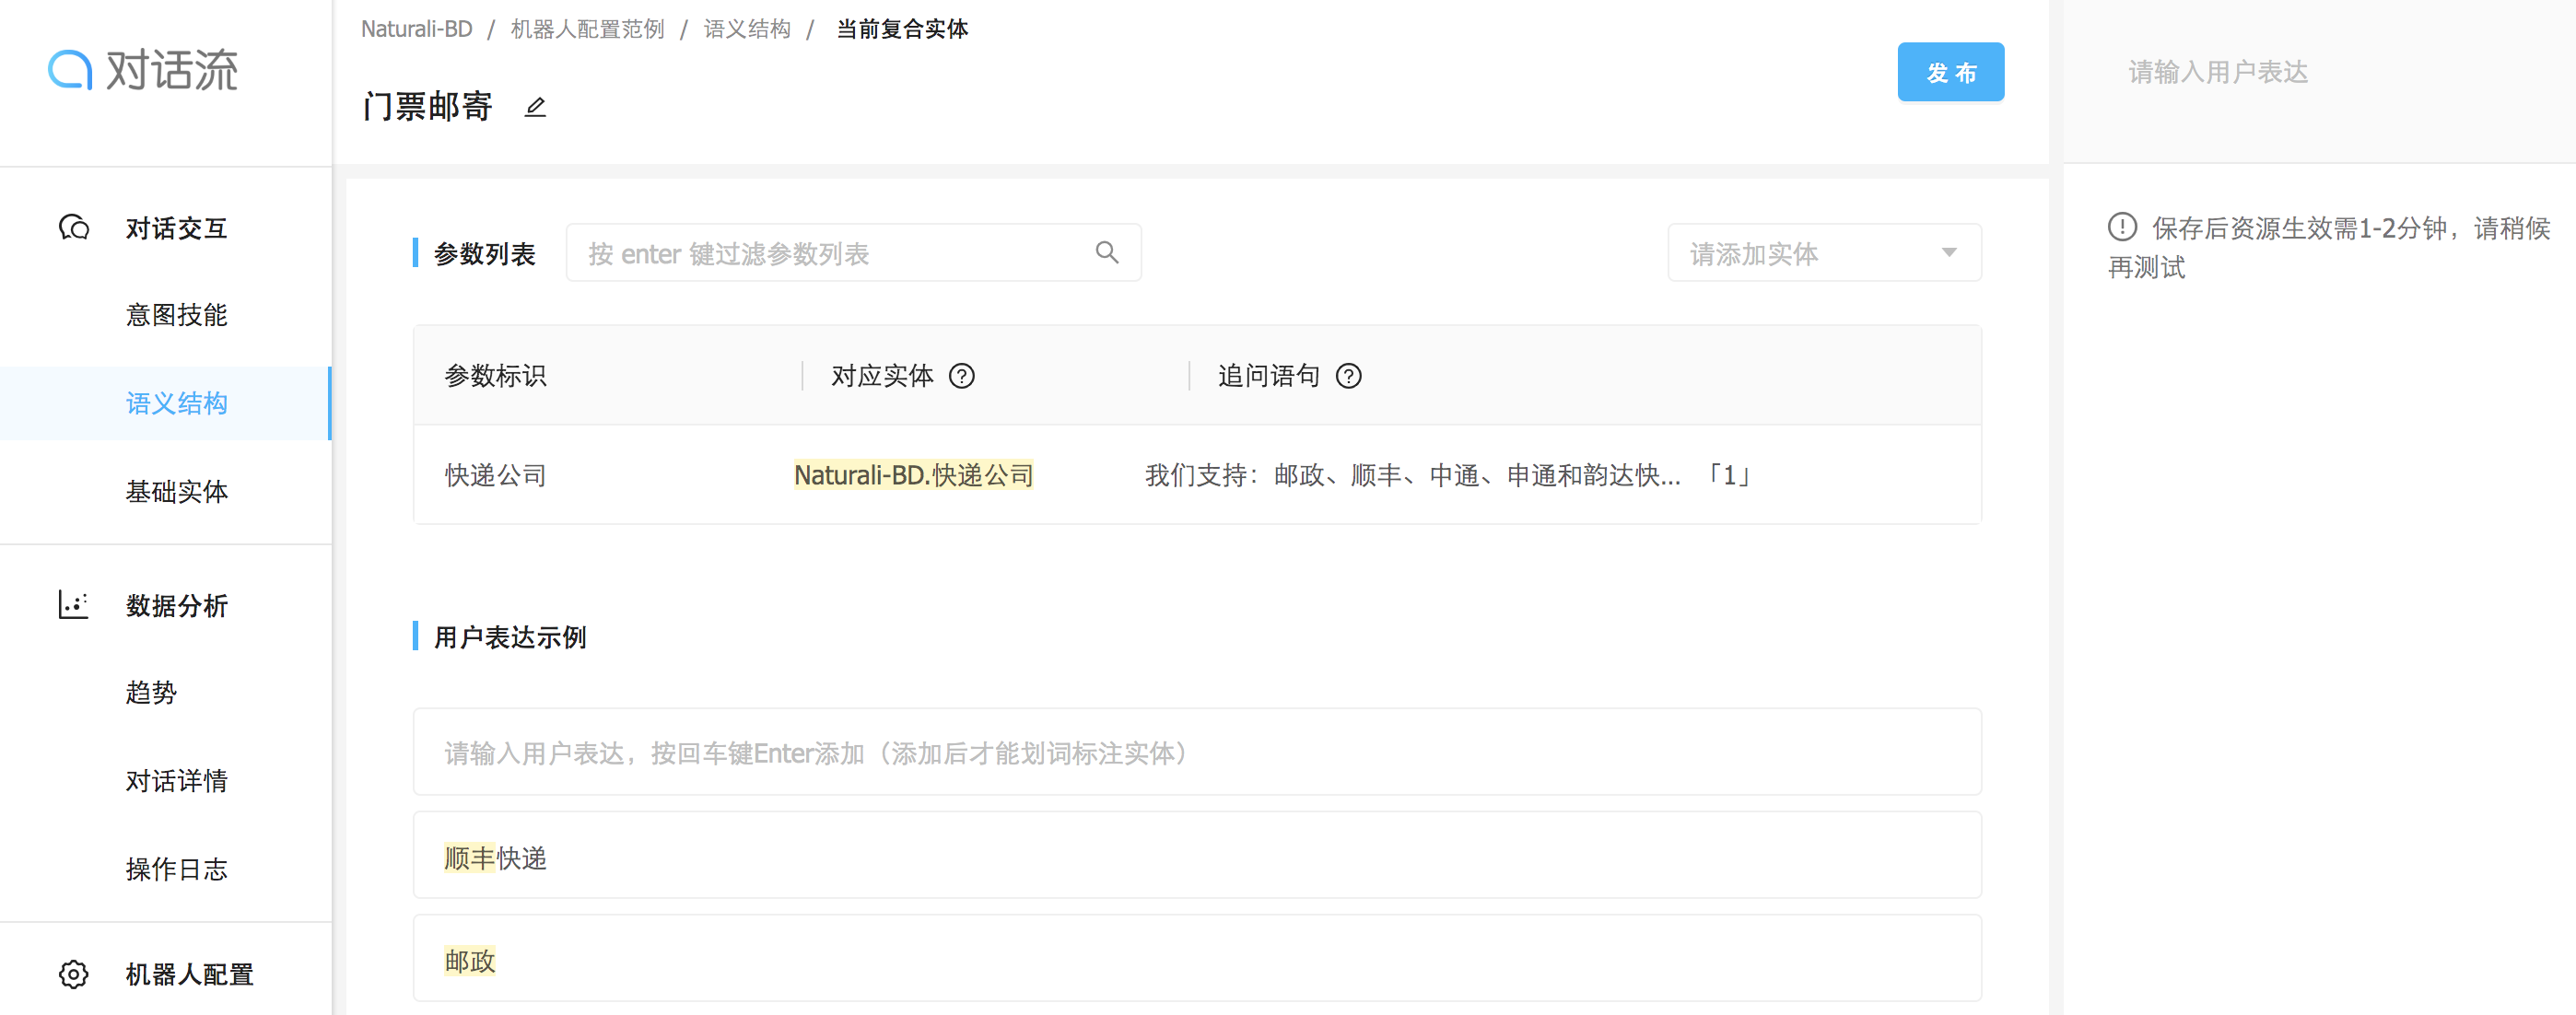 对话流
Naturali-BD / 机器人配置范例 / 语义结构 / 当前复合实体
门票邮寄
发布
请输入用户表达
对话交互
意图技能
语义结构
基础实体
数据分析
趋势
对话详情
操作日志
机器人配置
参数列表
按 enter 键过滤参数列表
请添加实体
参数标识 对应实体 追问语句
快递公司 Naturali-BD.快递公司 我们支持：邮政、顺丰、中通、申通和韵达快... 「1」
用户表达示例
请输入用户表达，按回车键Enter添加（添加后才能划词标注实体）
顺丰快递
邮政
保存后资源生效需1-2分钟，请稍候
再测试